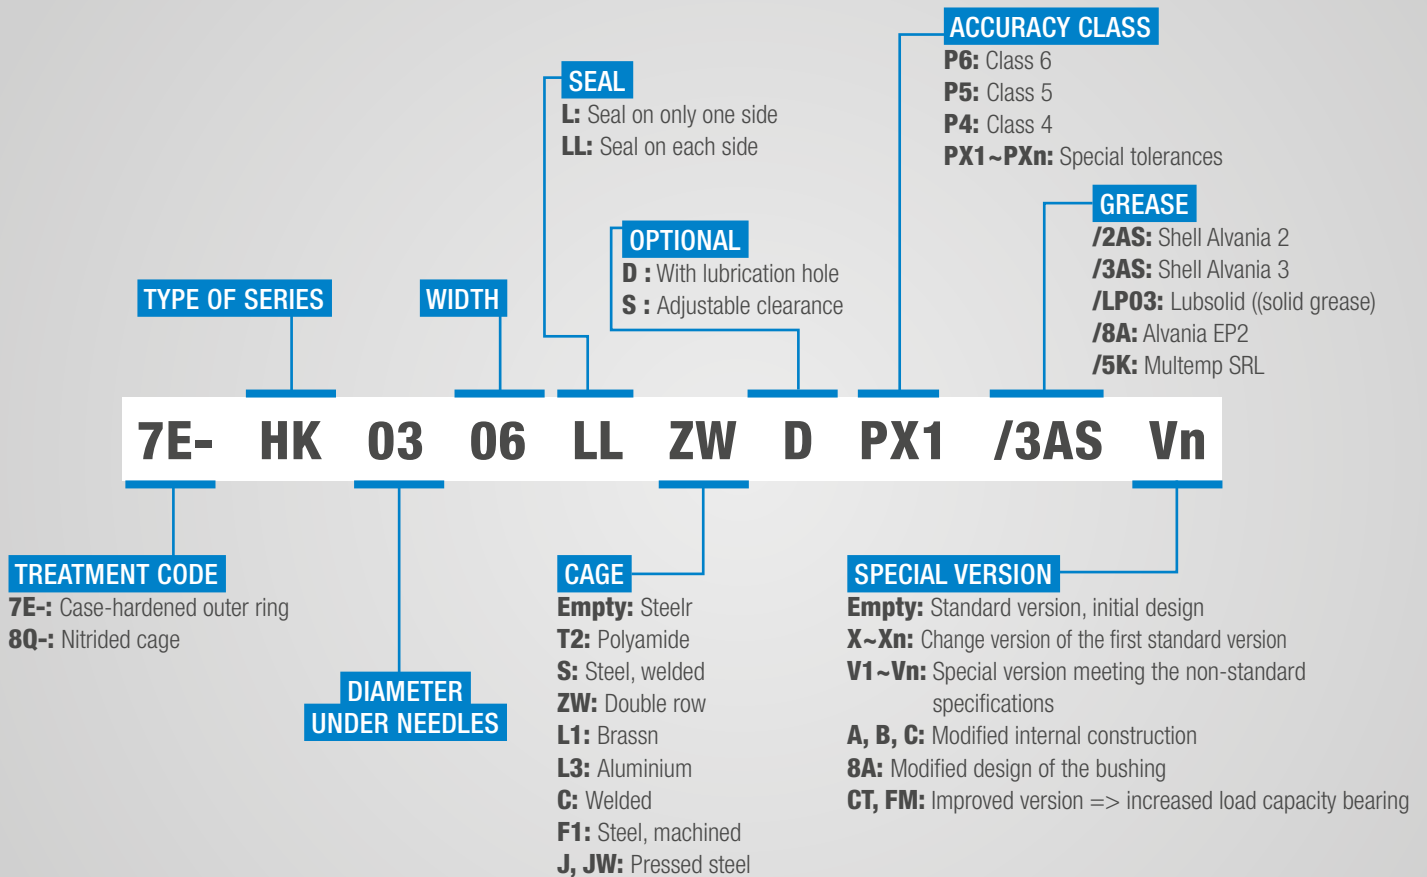 ACCURACY CLASS
P6: Class 6
P5: Class 5
P4: Class 4
PX1~PXn: Special tolerances
SEAL
L: Seal on only one side
LL: Seal on each side
GREASE
/2AS: Shell Alvania 2
/3AS: Shell Alvania 3
/LP03: Lubsolid ((solid grease)
/8A: Alvania EP2
/5K: Multemp SRL
OPTIONAL
D : With lubrication hole
S : Adjustable clearance
TYPE OF SERIES
WIDTH
7E- HK 03 06 LL ZW D PX1 /3AS Vn
TREATMENT CODE
7E-: Case-hardened outer ring
8Q-: Nitrided cage
DIAMETER
UNDER NEEDLES
CAGE
Empty: Steelr
T2: Polyamide
S: Steel, welded
ZW: Double row
L1: Brassn
L3: Aluminium
C: Welded
F1: Steel, machined
J, JW: Pressed steel
SPECIAL VERSION
Empty: Standard version, initial design
X~Xn: Change version of the first standard version
V1~Vn: Special version meeting the non-standard
specifications
A, B, C: Modified internal construction
8A: Modified design of the bushing
CT, FM: Improved version => increased load capacity bearing